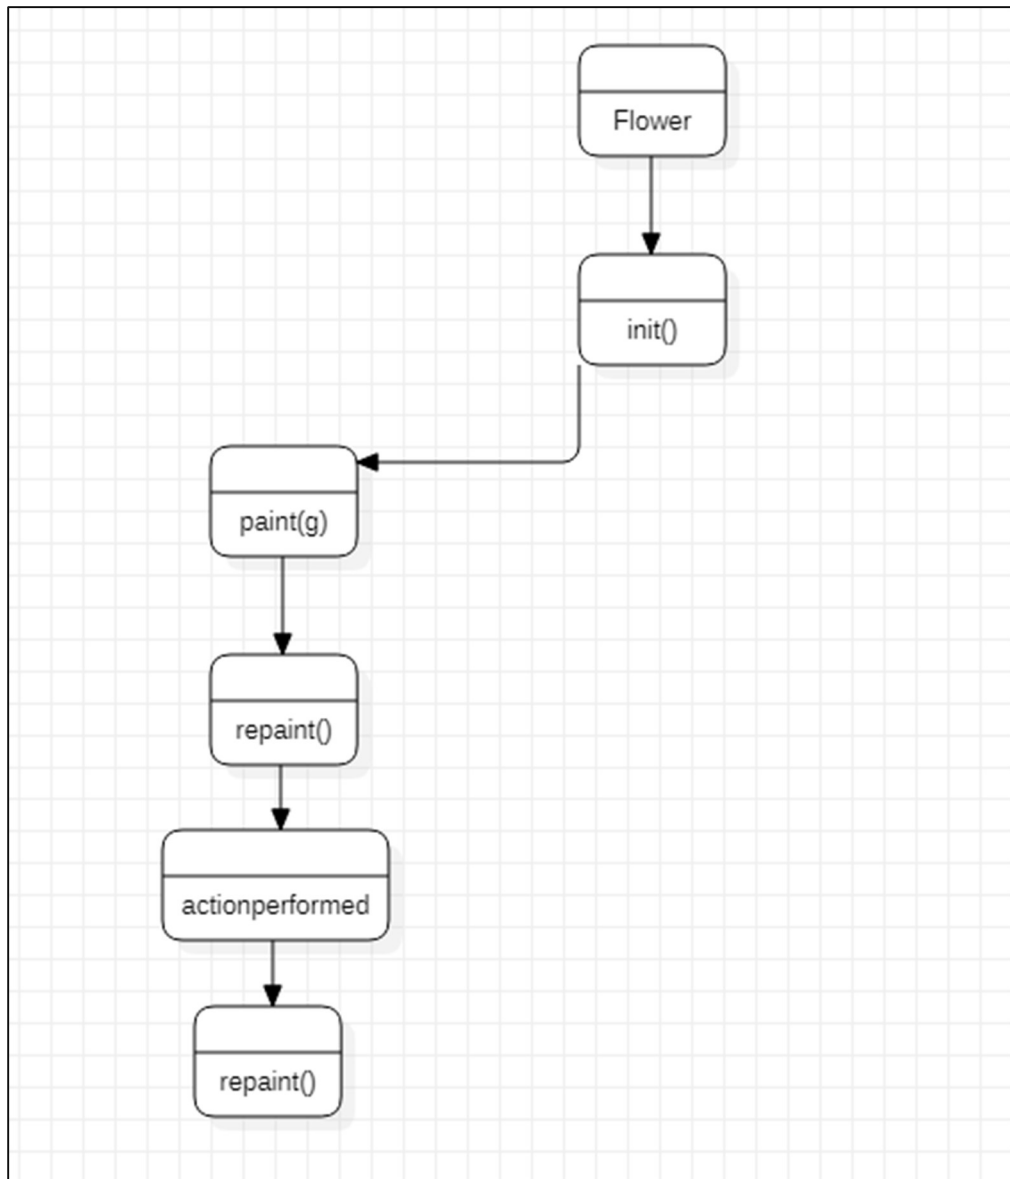 Flower
init()
paint(g)
repaint()
actionperformed
repaint()